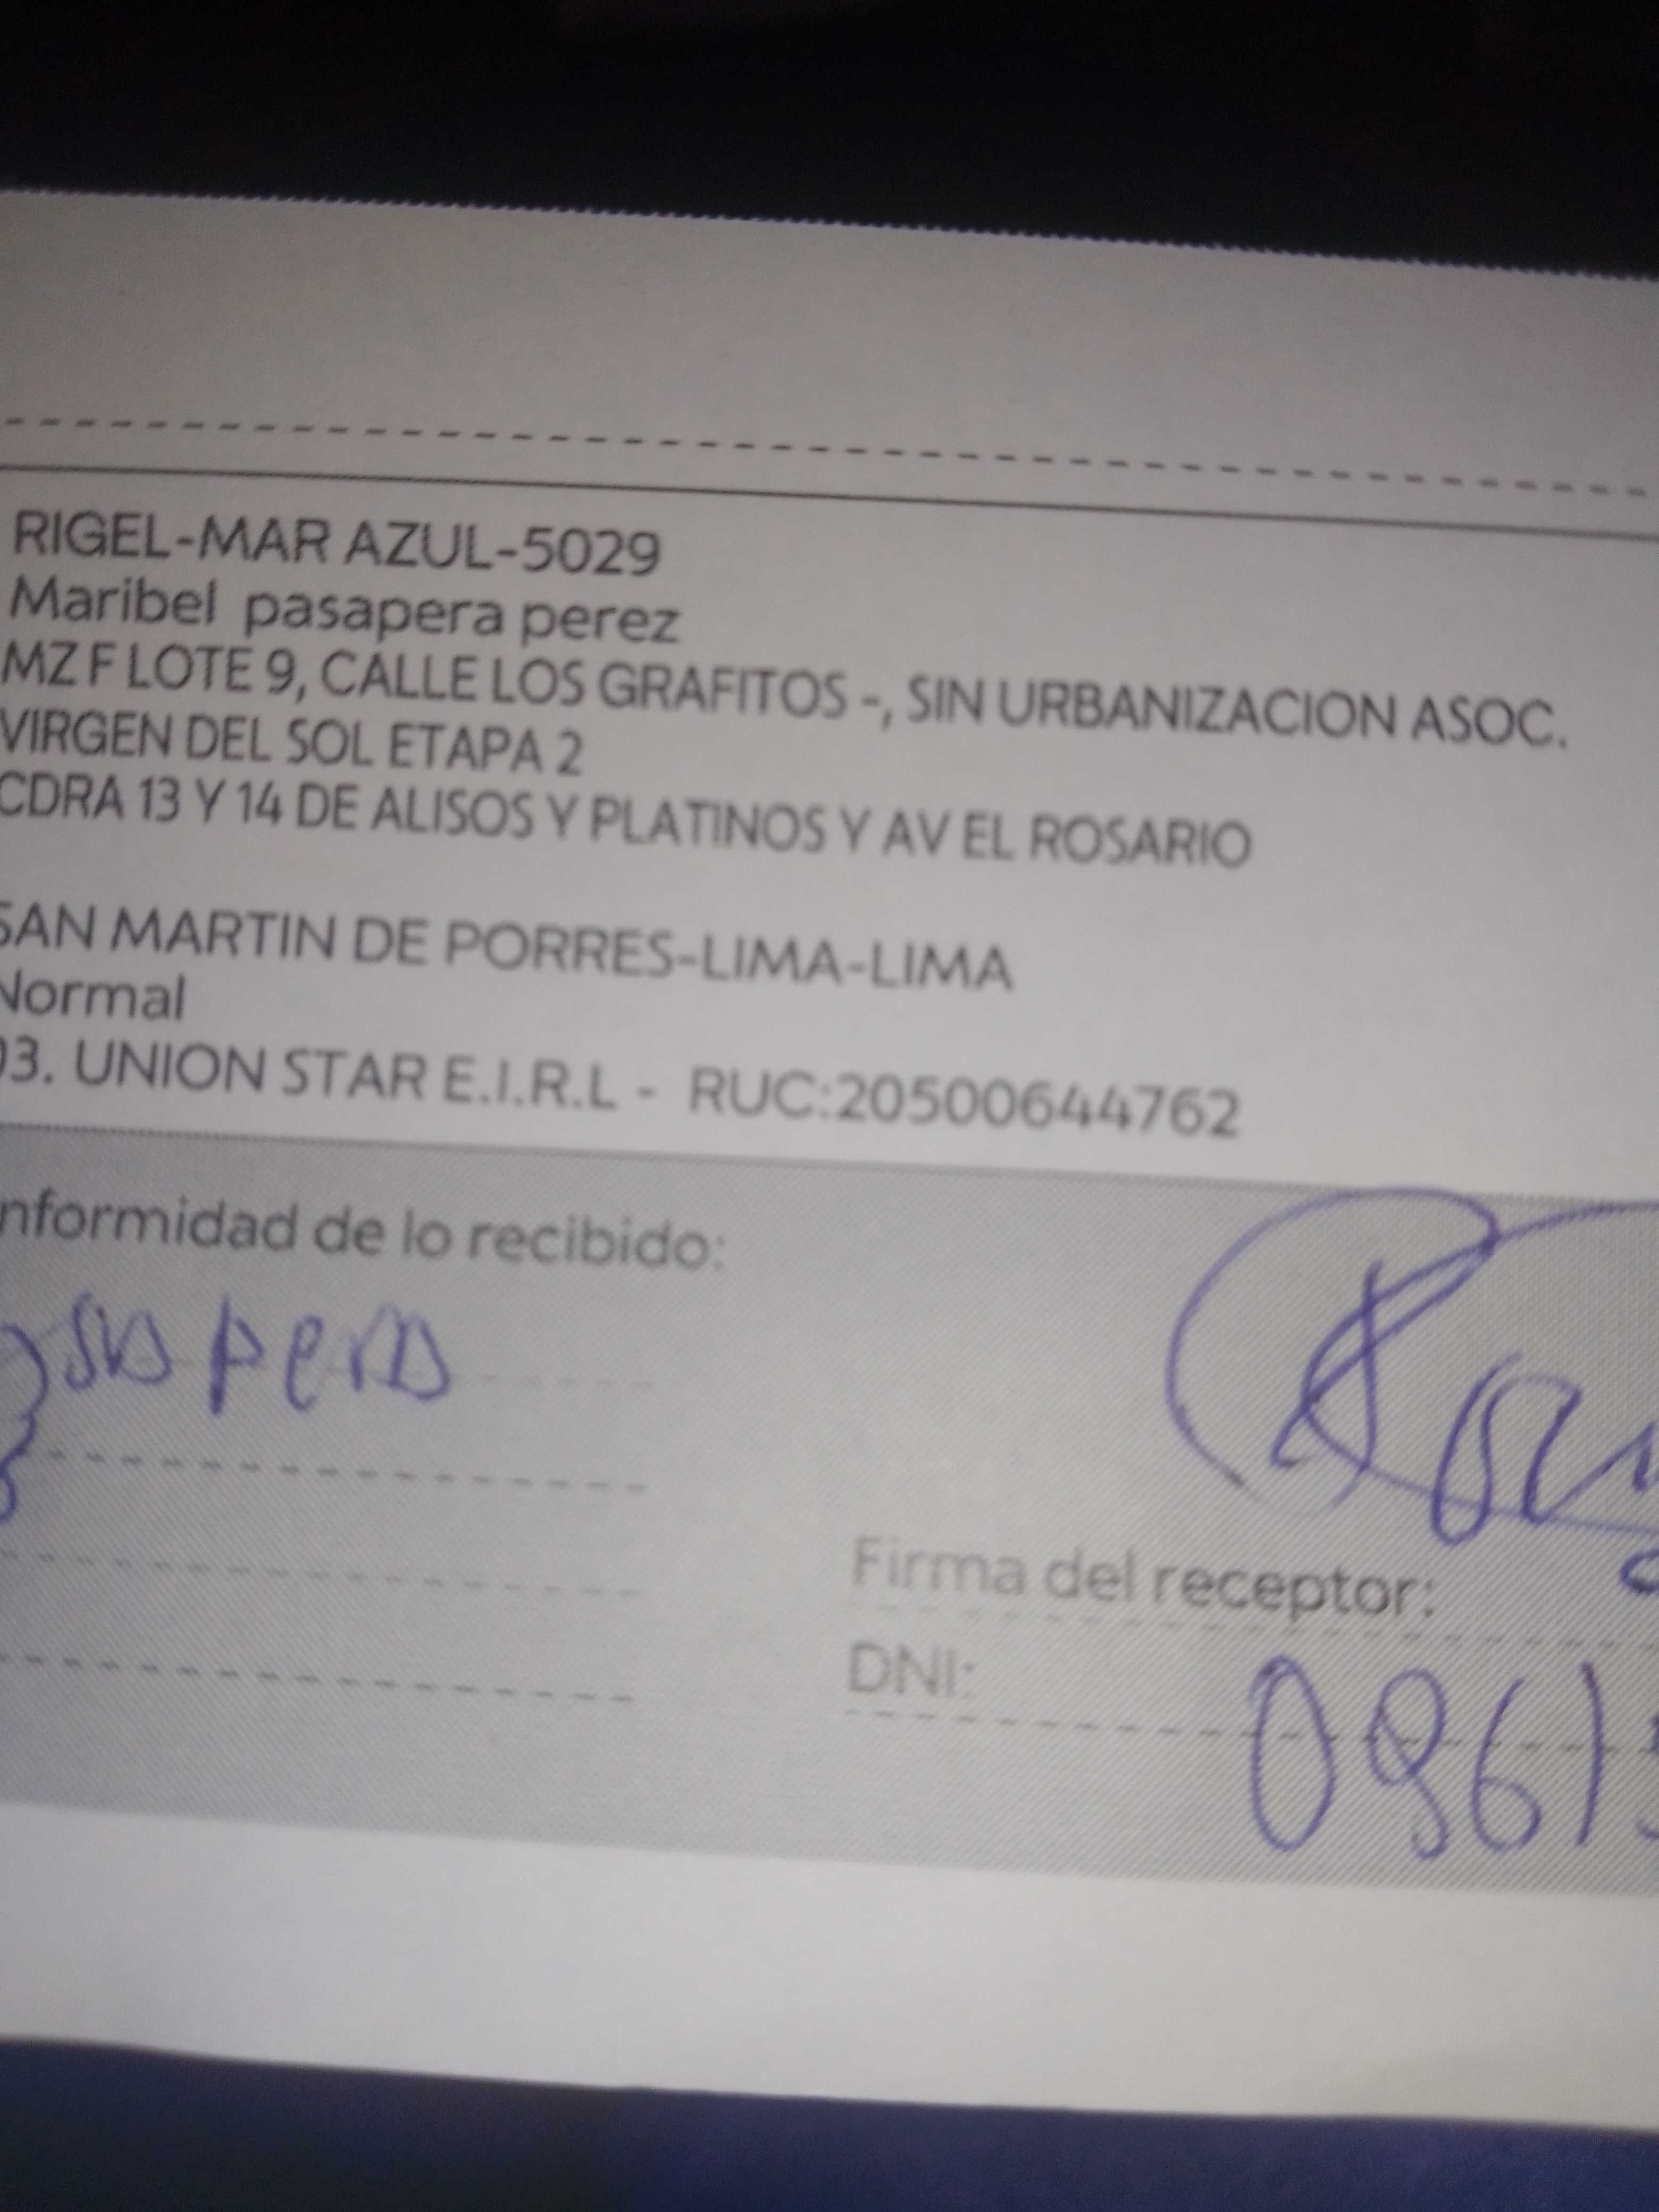 RIGEL-MAR AZUL-5029
Maribel pasapera perez
MZ F LOTE 9, CALLE LOS GRAFITOS -, SIN URBANIZACION ASOC.
VIRGEN DEL SOL ETAPA 2
CDRA 13 Y 14 DE ALISOS Y PLATINOS Y AV EL ROSARIO
SAN MARTIN DE PORRES-LIMA-LIMA
Normal
03. UNION STAR E.I.R.L - RUC:20500644762
nformidad de lo recibido:
Firma del receptor:
DNI: 0961